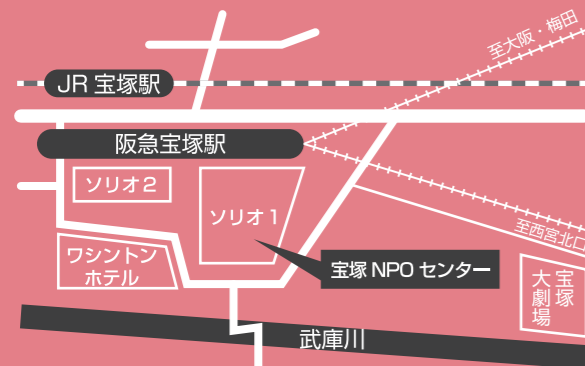 至大阪・梅田
JR 宝塚駅
阪急宝塚駅
ソリオ2
ソリオ1
至西宮北口
ワシントン
ホテル
宝塚 NPO センター
宝塚
大劇場
武庫川